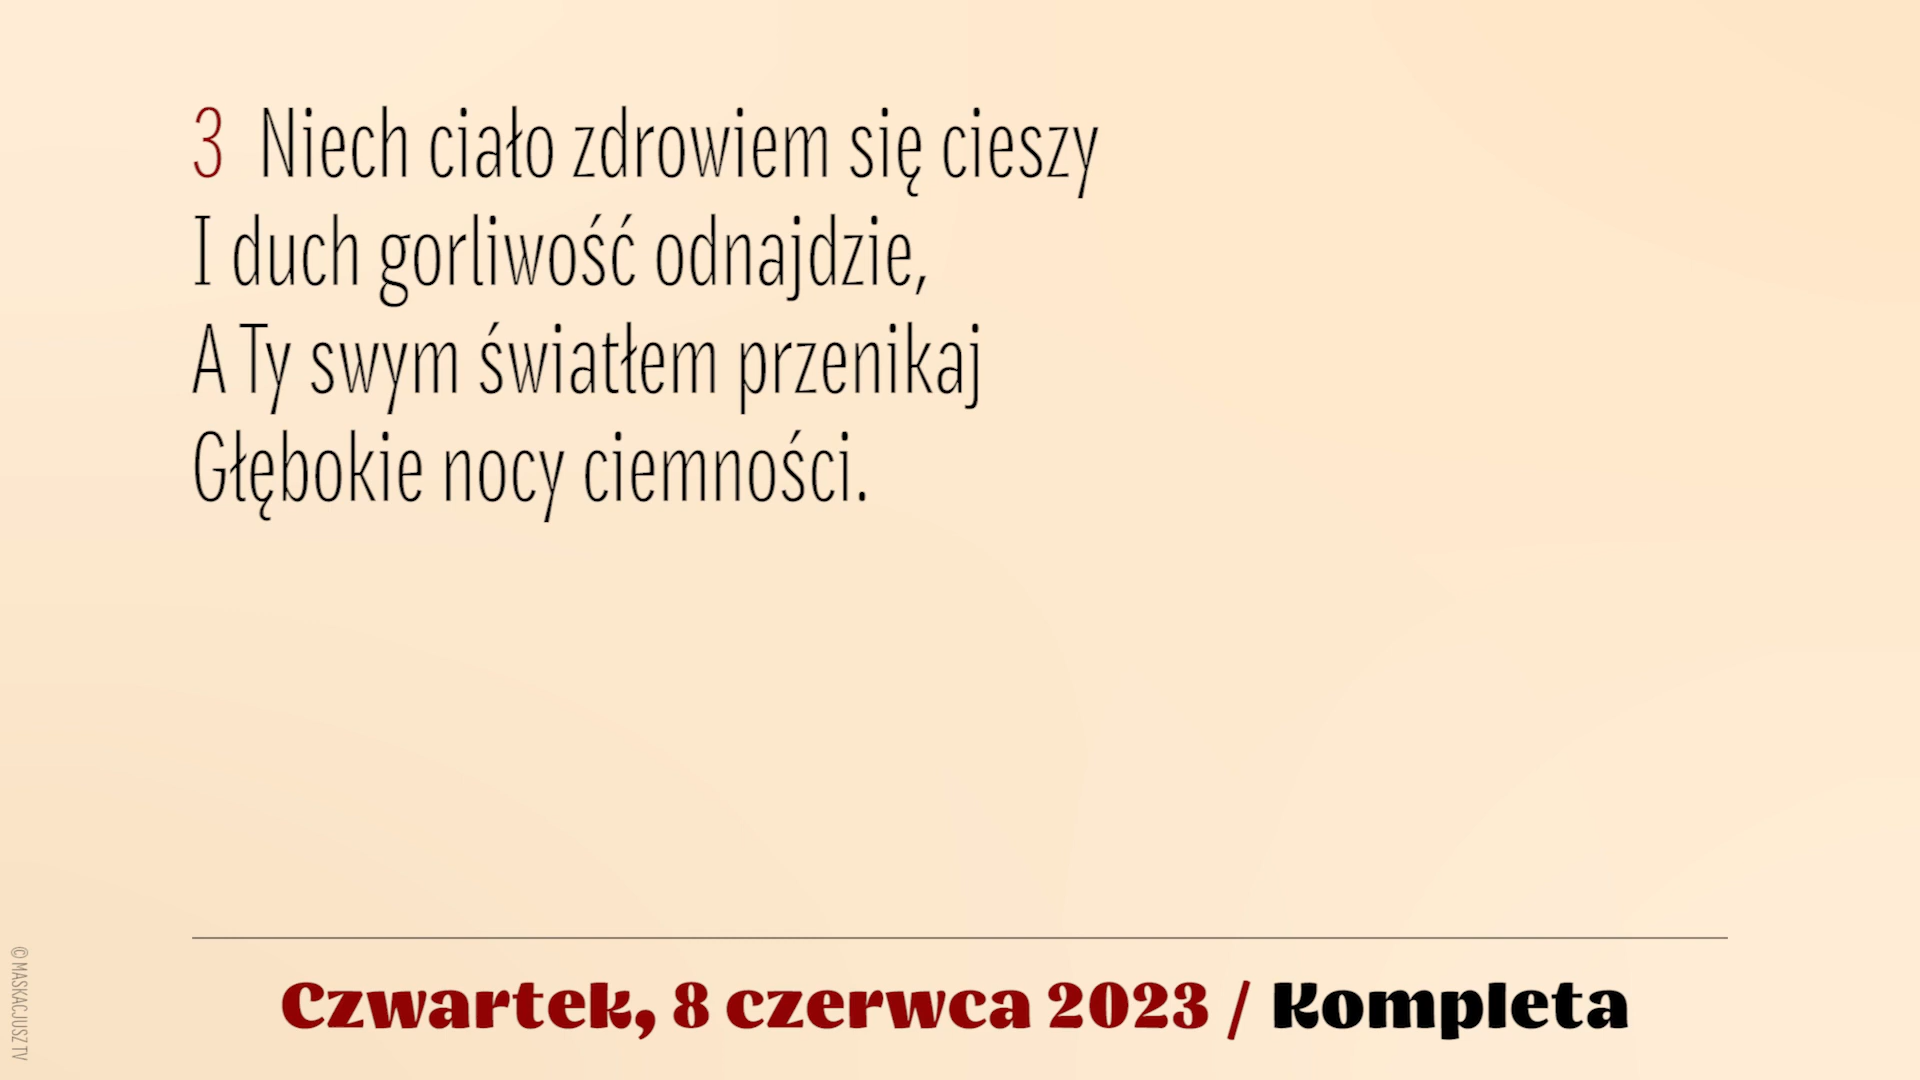 3 Niech ciało zdrowiem się cieszy
I duch gorliwość odnajdzie,
A Ty swym światłem przenikaj
Głębokie nocy ciemności.
Czwartek, 8 czerwca 2023 / Kompleta
© MASKACJUSZ TV